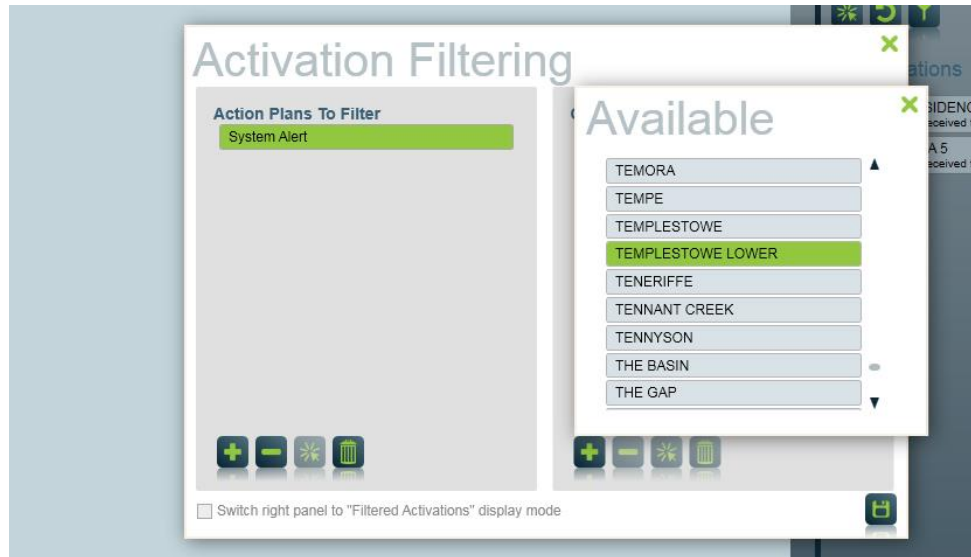 Activation Filtering
Action Plans To Filter
System Alert
Available
TEMORA
TEMPE
TEMPLESTOWE
TEMPLESTOWE LOWER
TENERIFFE
TENNANT CREEK
TENNYSON
THE BASIN
THE GAP
Switch right panel to "Filtered Activations" display mode